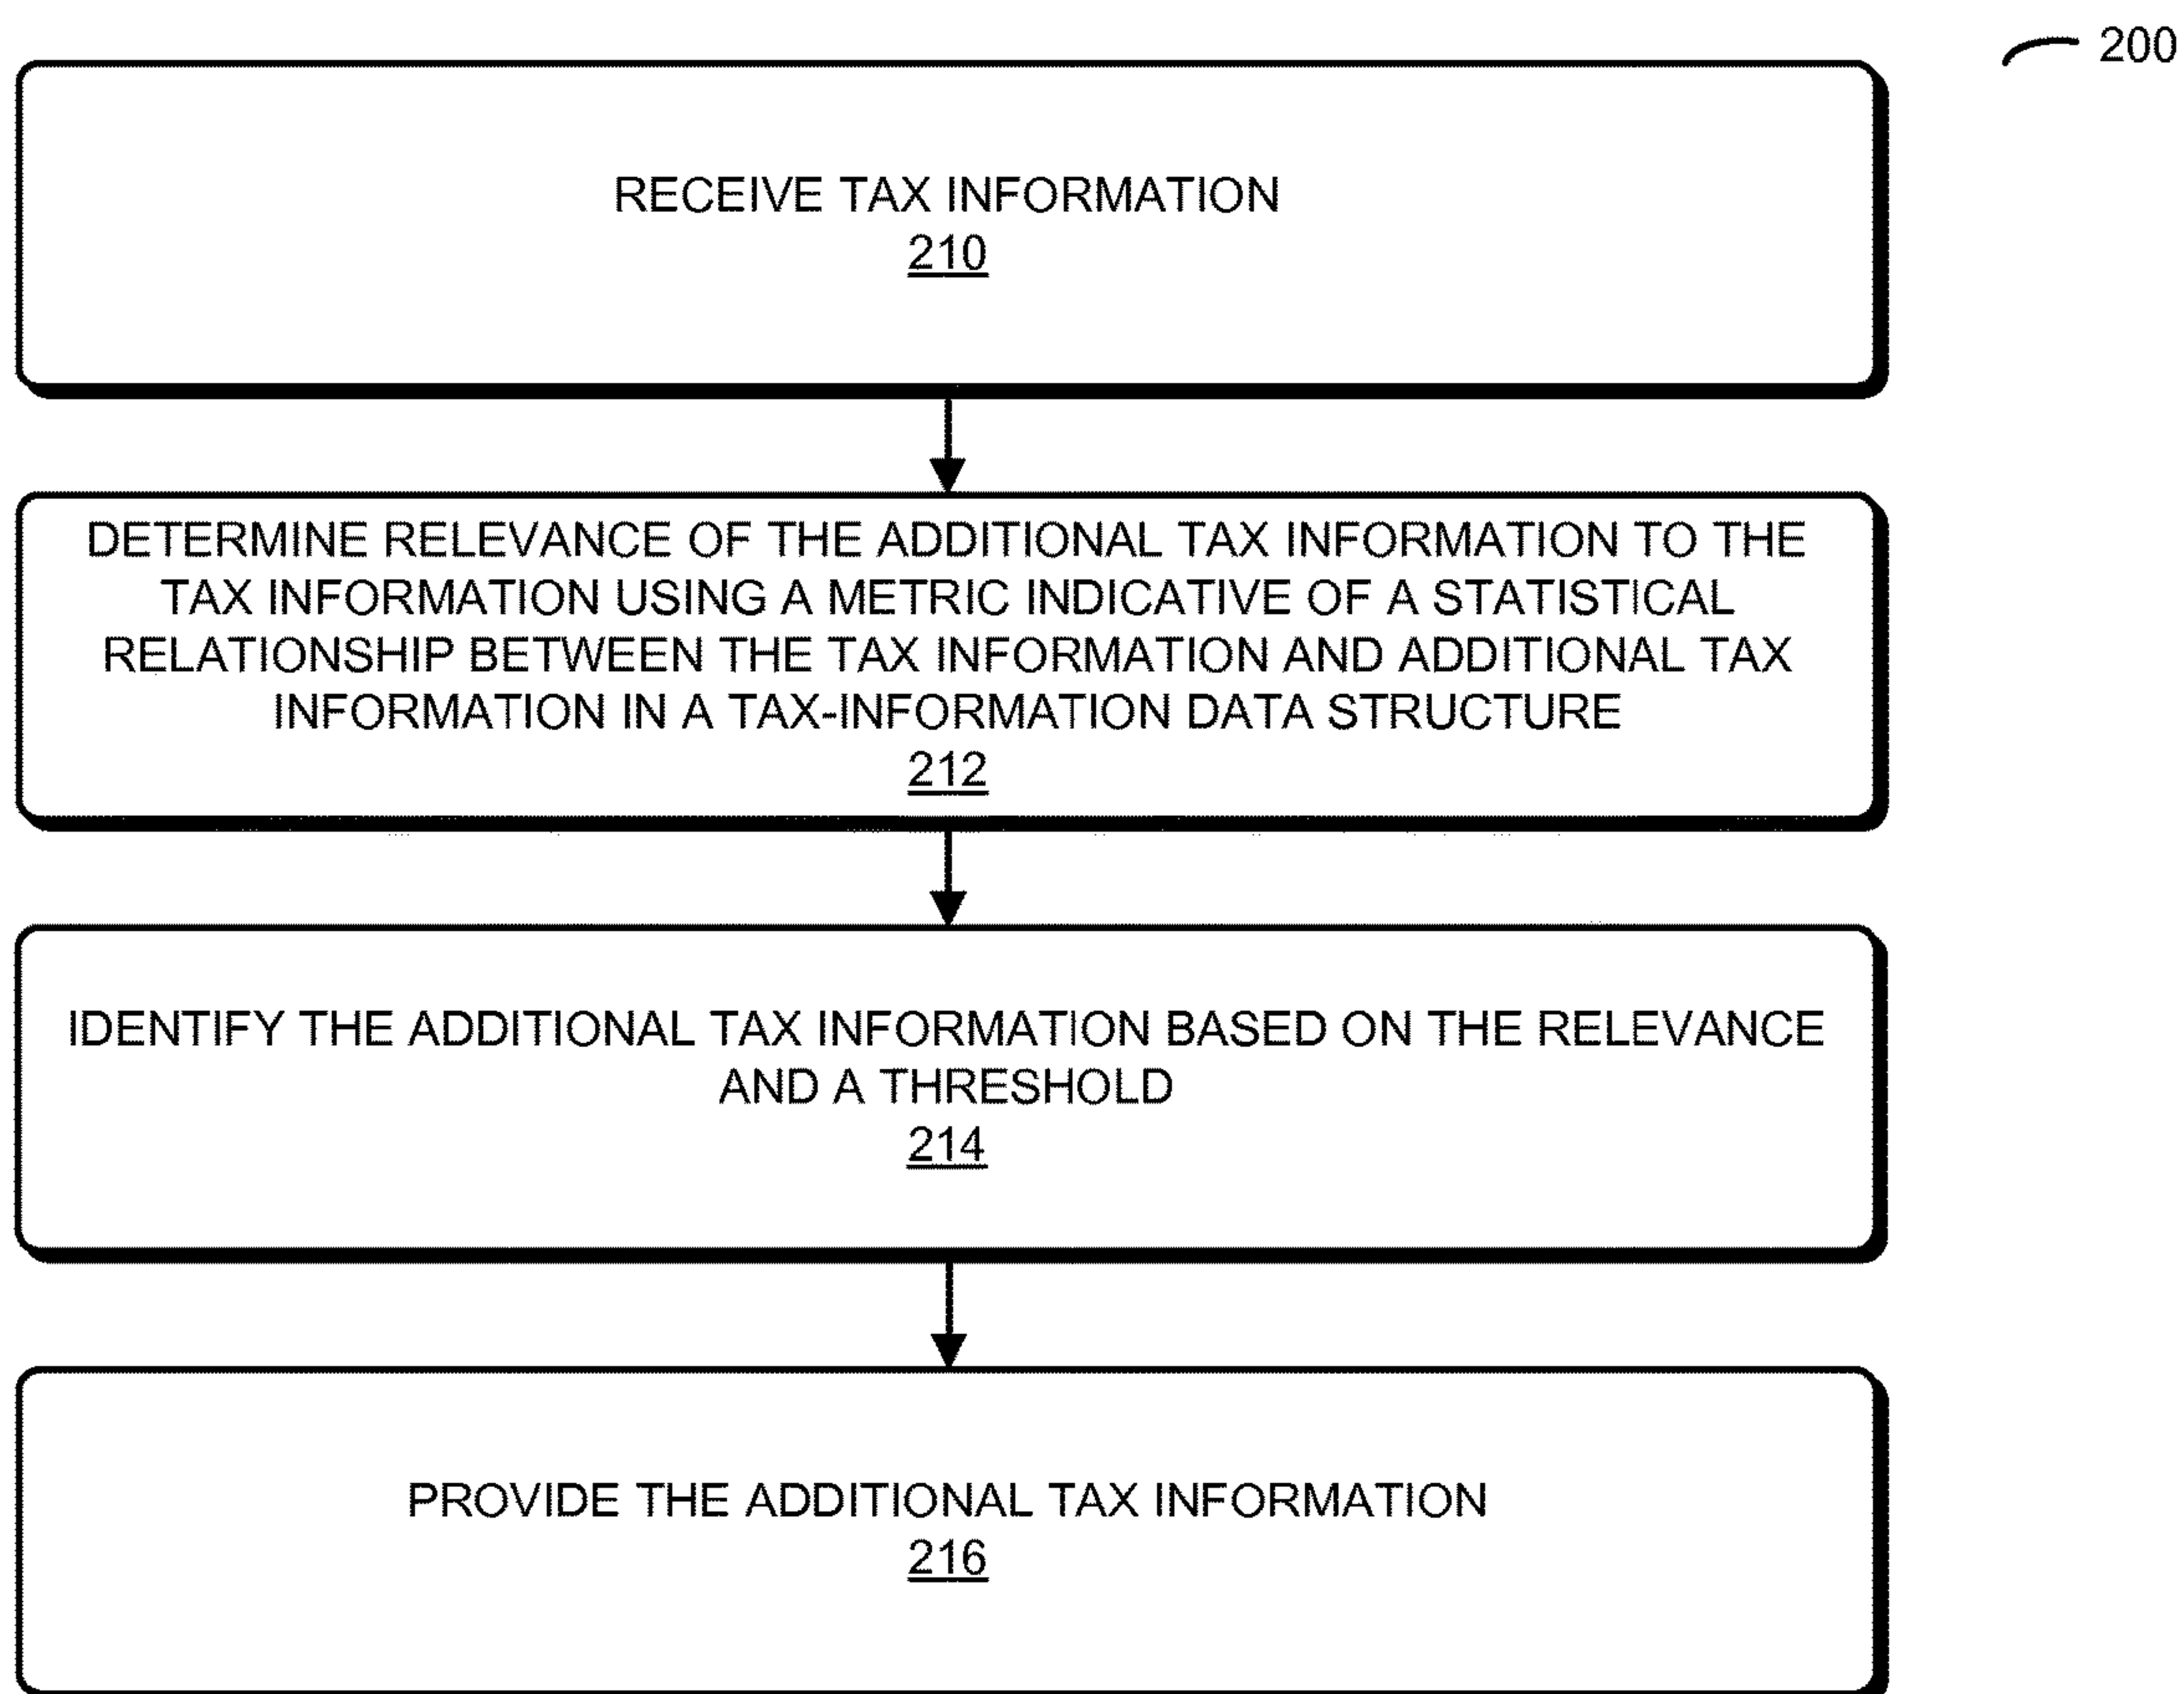 200
RECEIVE TAX INFORMATION
210
DETERMINE RELEVANCE OF THE ADDITIONAL TAX INFORMATION TO THE
TAX INFORMATION USING A METRIC INDICATIVE OF A STATISTICAL
RELATIONSHIP BETWEEN THE TAX INFORMATION AND ADDITIONAL TAX
INFORMATION IN A TAX-INFORMATION DATA STRUCTURE
212
IDENTIFY THE ADDITIONAL TAX INFORMATION BASED ON THE RELEVANCE
AND A THRESHOLD
214
PROVIDE THE ADDITIONAL TAX INFORMATION
216